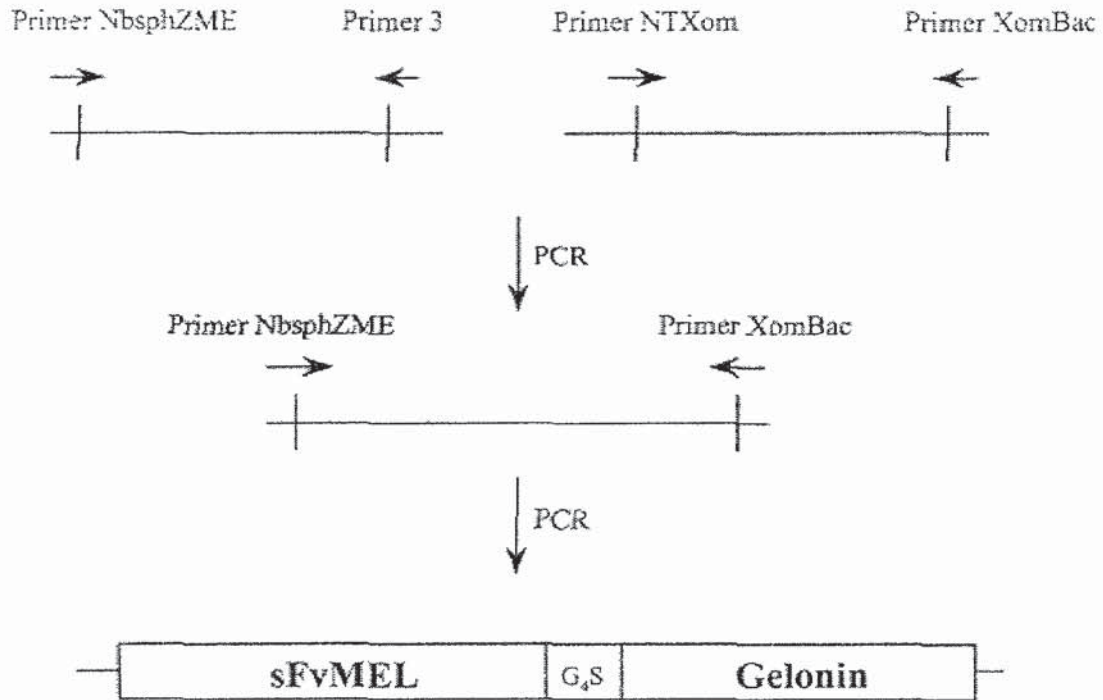 Primer NbsphZME Primer 3 Primer NTXom Primer XomBac
PCR
Primer NbsphZME Primer XomBac
PCR
sFvMEL G₄S Gelonin